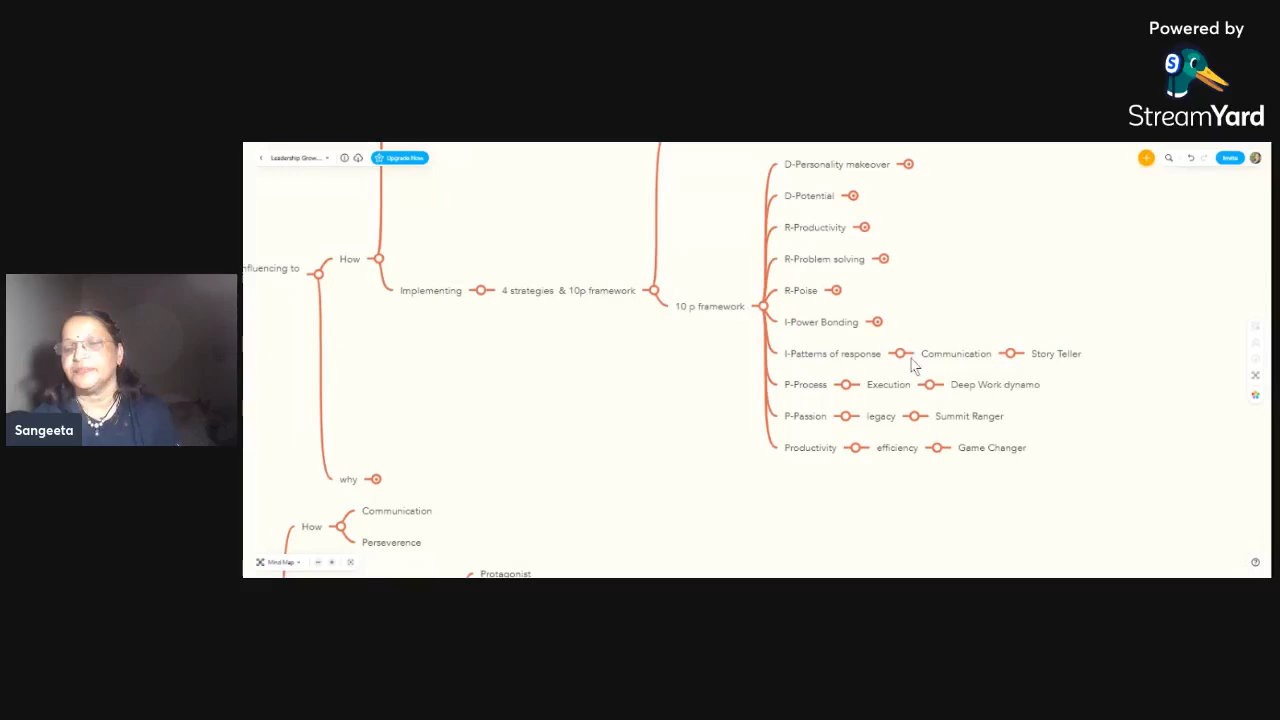 Powered by
S
StreamYard
Leadership Grow...
Upgrade Now
Invite
D-Personality makeover
D-Potential
R-Productivity
R-Problem solving
R-Poise
I-Power Bonding
I-Patterns of response Communication Story Teller
P-Process Execution Deep Work dynamo
P-Passion legacy Summit Ranger
Productivity efficiency Game Changer
10 p framework
4 strategies & 10p framework
Implementing
How
nfluencing to
why
How
Communication
Perseverence
Protagonist
Mind Map
Sangeeta